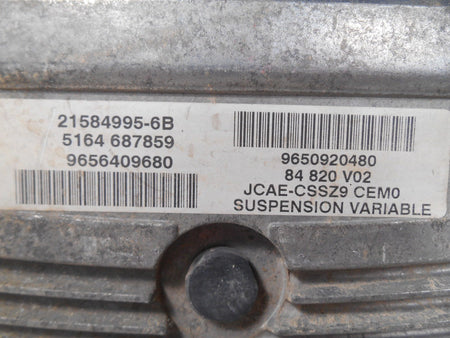 21584995-6B
5164 687859
9656409680
9650920480
84 820 V02
JCAE-CSSZ9 CEM0
SUSPENSION VARIABLE